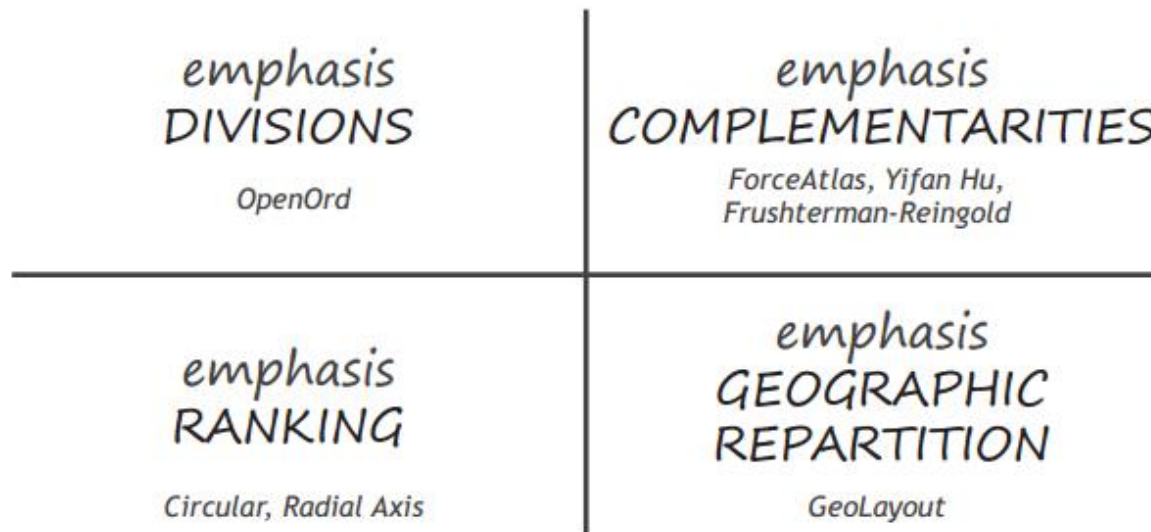 emphasis
DIVISIONS
OpenOrd
emphasis
COMPLEMENTARITIES
ForceAtlas, Yifan Hu,
Frushterman-Reingold
emphasis
RANKING
Circular, Radial Axis
emphasis
GEOGRAPHIC
REPARTITION
GeoLayout